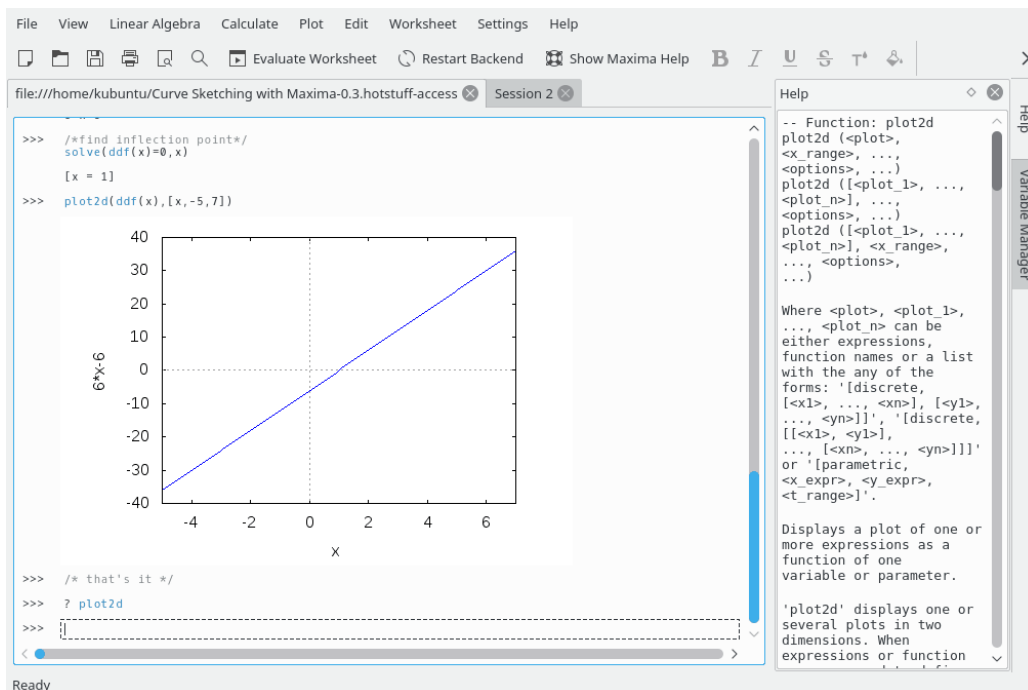 File View Linear Algebra Calculate Plot Edit Worksheet Settings Help
Evaluate Worksheet Restart Backend Show Maxima Help B I U S T
file:///home/kubuntu/Curve Sketching with Maxima-0.3.hotstuff-access Session 2
>>> /*find inflection point*/
solve(ddf(x)=0,x)
[x = 1]
>>> plot2d(ddf(x),[x,-5,7])
40
30
20
10
0
-10
-20
-30
-40
6*x-6
-4 -2 0 2 4 6
x
>>> /* that's it */
>>> ? plot2d
>>>
Help
-- Function: plot2d
plot2d (<plot>,
<x_range>, ...,
<options>, ...)
plot2d ([<plot_1>, ...,
<plot_n>], ...,
<options>, ...)
plot2d ([<plot_1>, ...,
<plot_n>], <x_range>,
..., <options>,
...)
Where <plot>, <plot_1>,
..., <plot_n> can be
either expressions,
function names or a list
with the any of the
forms: '[discrete,
[<x1>, ..., <xn>], [<y1>,
..., <yn>]]', '[discrete,
[[<x1>, <y1>],
..., [<xn>, ..., <yn>]]]'
or '[parametric,
<x_expr>, <y_expr>,
<t_range>]'.
Displays a plot of one or
more expressions as a
function of one
variable or parameter.
'plot2d' displays one or
several plots in two
dimensions. When
expressions or function
Help
Variable Manager
Ready